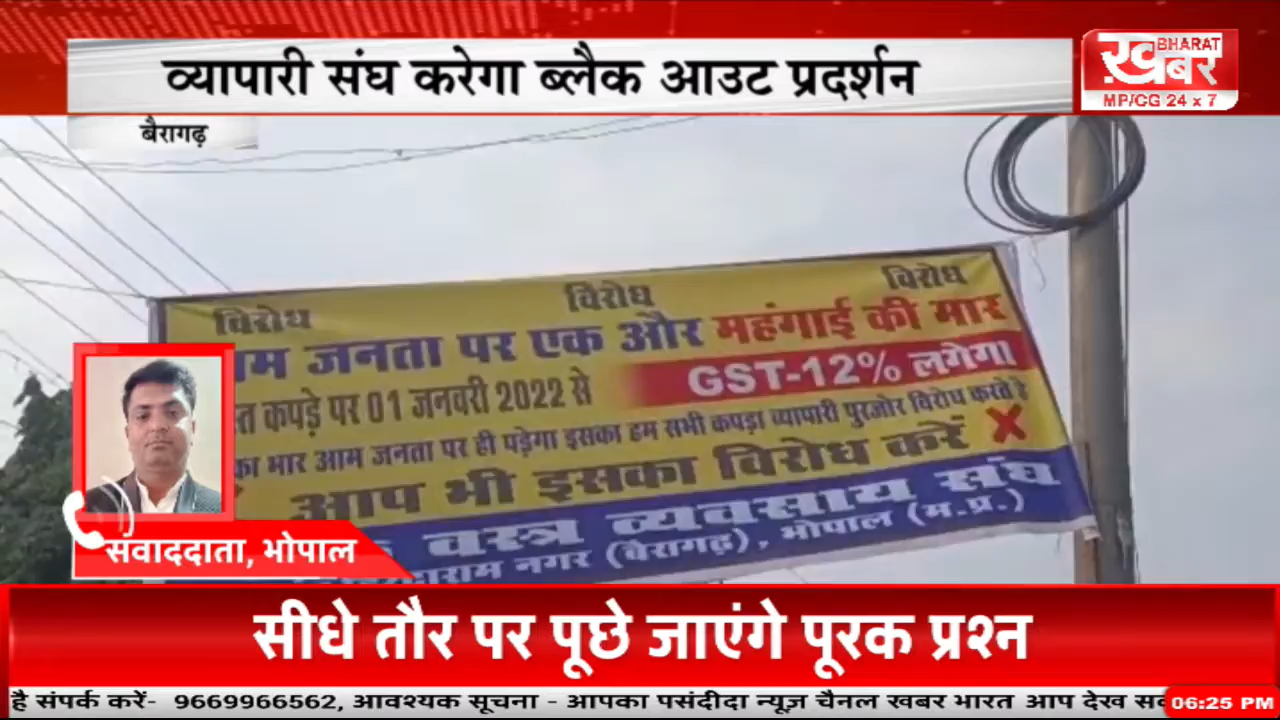 व्यापारी संघ करेगा ब्लैक आउट प्रदर्शन
BHARAT
ख़बर
MP/CG 24 x 7
बैरागढ़
विरोध विरोध विरोध
जनता पर एक और महंगाई की मार
कपड़े पर 01 जनवरी 2022 से GST-12% लगेगा
भार आम जनता पर ही पड़ेगा इसका हम सभी कपड़ा व्यापारी पुरजोर विरोध करते है
आप भी इसका विरोध करें
वस्त्र व्यवसाय संघ
नगर (बैरागढ़), भोपाल (म.प्र.)
संवाददाता, भोपाल
सीधे तौर पर पूछे जाएंगे पूरक प्रश्न
है संपर्क करें- 9669966562, आवश्यक सूचना - आपका पसंदीदा न्यूज़ चैनल खबर भारत आप देख
06:25 PM